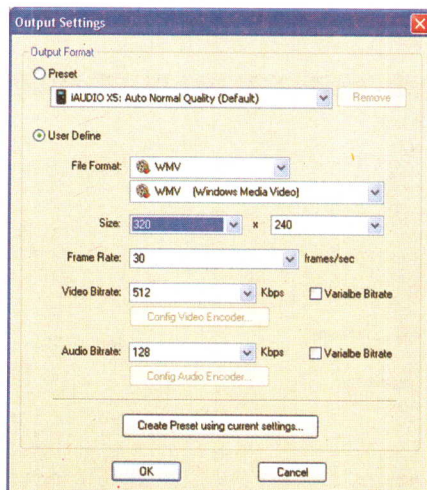 Output Settings
Output Format
Preset
iAUDIO X5: Auto Normal Quality (Default)
Remove
User Define
File Format: WMV
WMV (Windows Media Video)
Size: 320 x 240
Frame Rate: 30 frames/sec
Video Bitrate: 512 Kbps Varialbe Bitrate
Config Video Encoder...
Audio Bitrate: 128 Kbps Varialbe Bitrate
Config Audio Encoder...
Create Preset using current settings...
OK Cancel